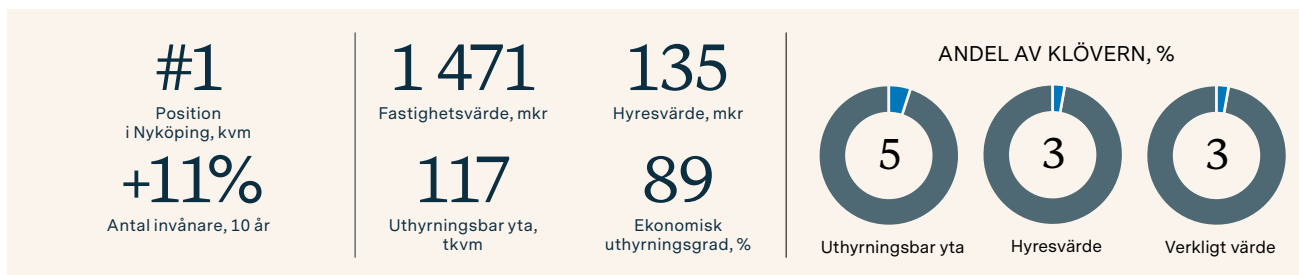 #1
Position
i Nyköping, kvm
+11%
Antal invånare, 10 år
1 471
Fastighetsvärde, mkr
135
Hyresvärde, mkr
117
Uthyrningsbar yta,
tkvm
89
Ekonomisk
uthyrningsgrad, %
ANDEL AV KLÖVERN, %
5
Uthyrningsbar yta
3
Hyresvärde
3
Verkligt värde